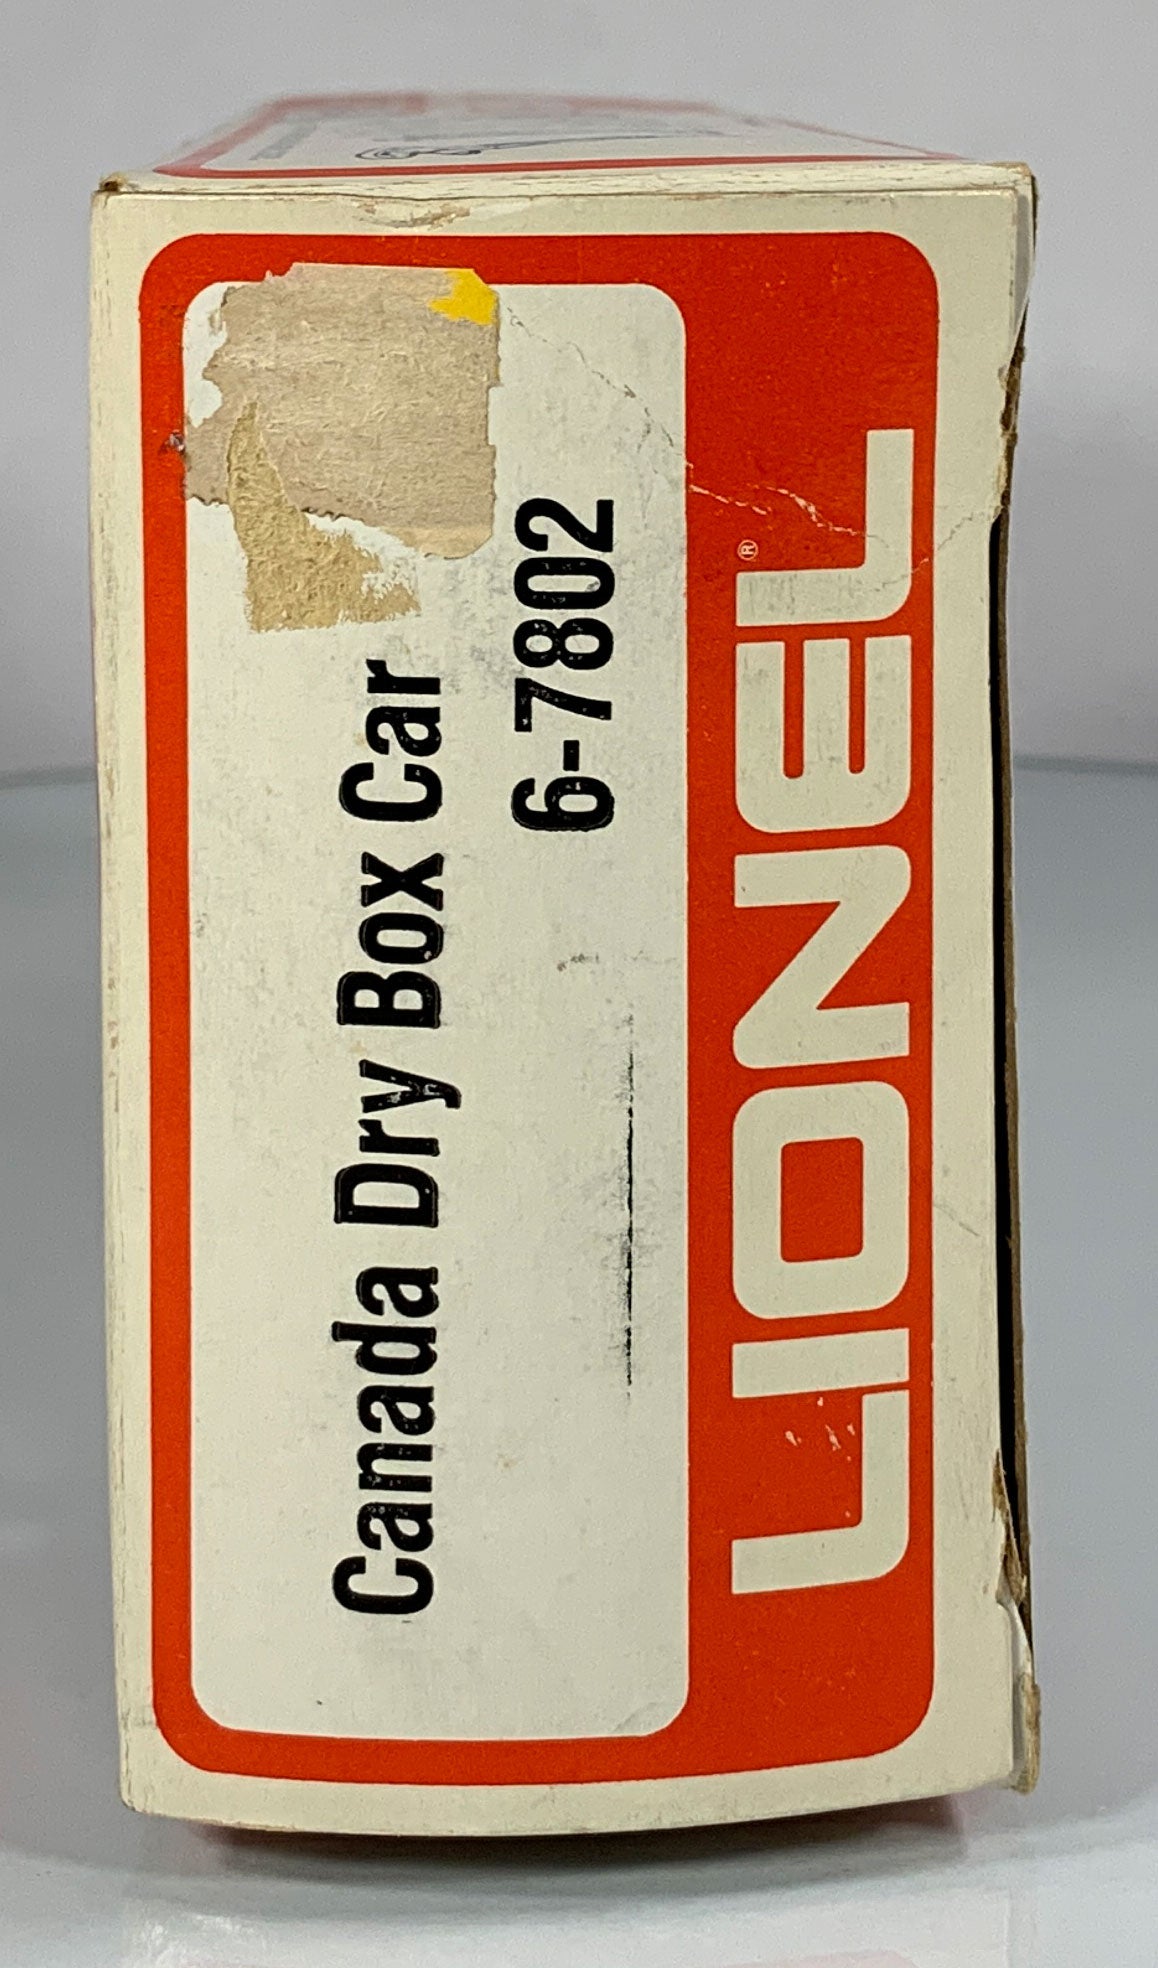 Canada Dry Box Car
6-7802
LIONEL®